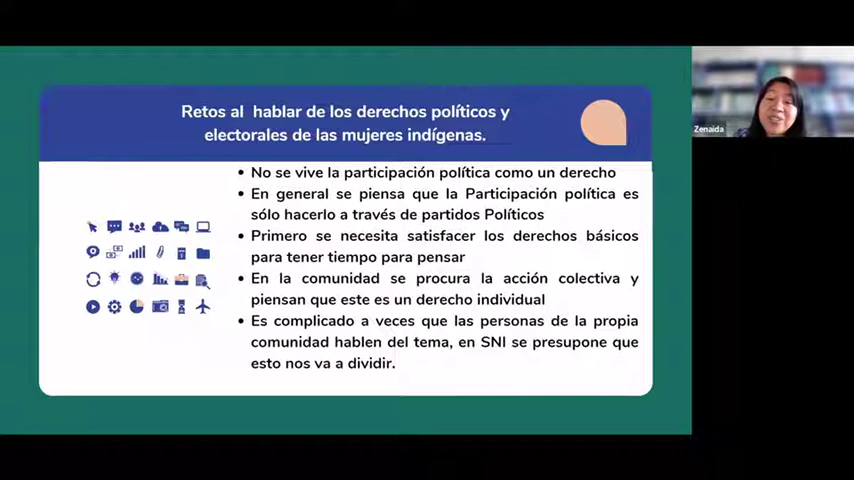 Retos al hablar de los derechos políticos y
electorales de las mujeres indígenas.
• No se vive la participación política como un derecho
• En general se piensa que la Participación política es
sólo hacerlo a través de partidos Políticos
• Primero se necesita satisfacer los derechos básicos
para tener tiempo para pensar
• En la comunidad se procura la acción colectiva y
piensan que este es un derecho individual
• Es complicado a veces que las personas de la propia
comunidad hablen del tema, en SNI se presupone que
esto nos va a dividir.
Zenaida